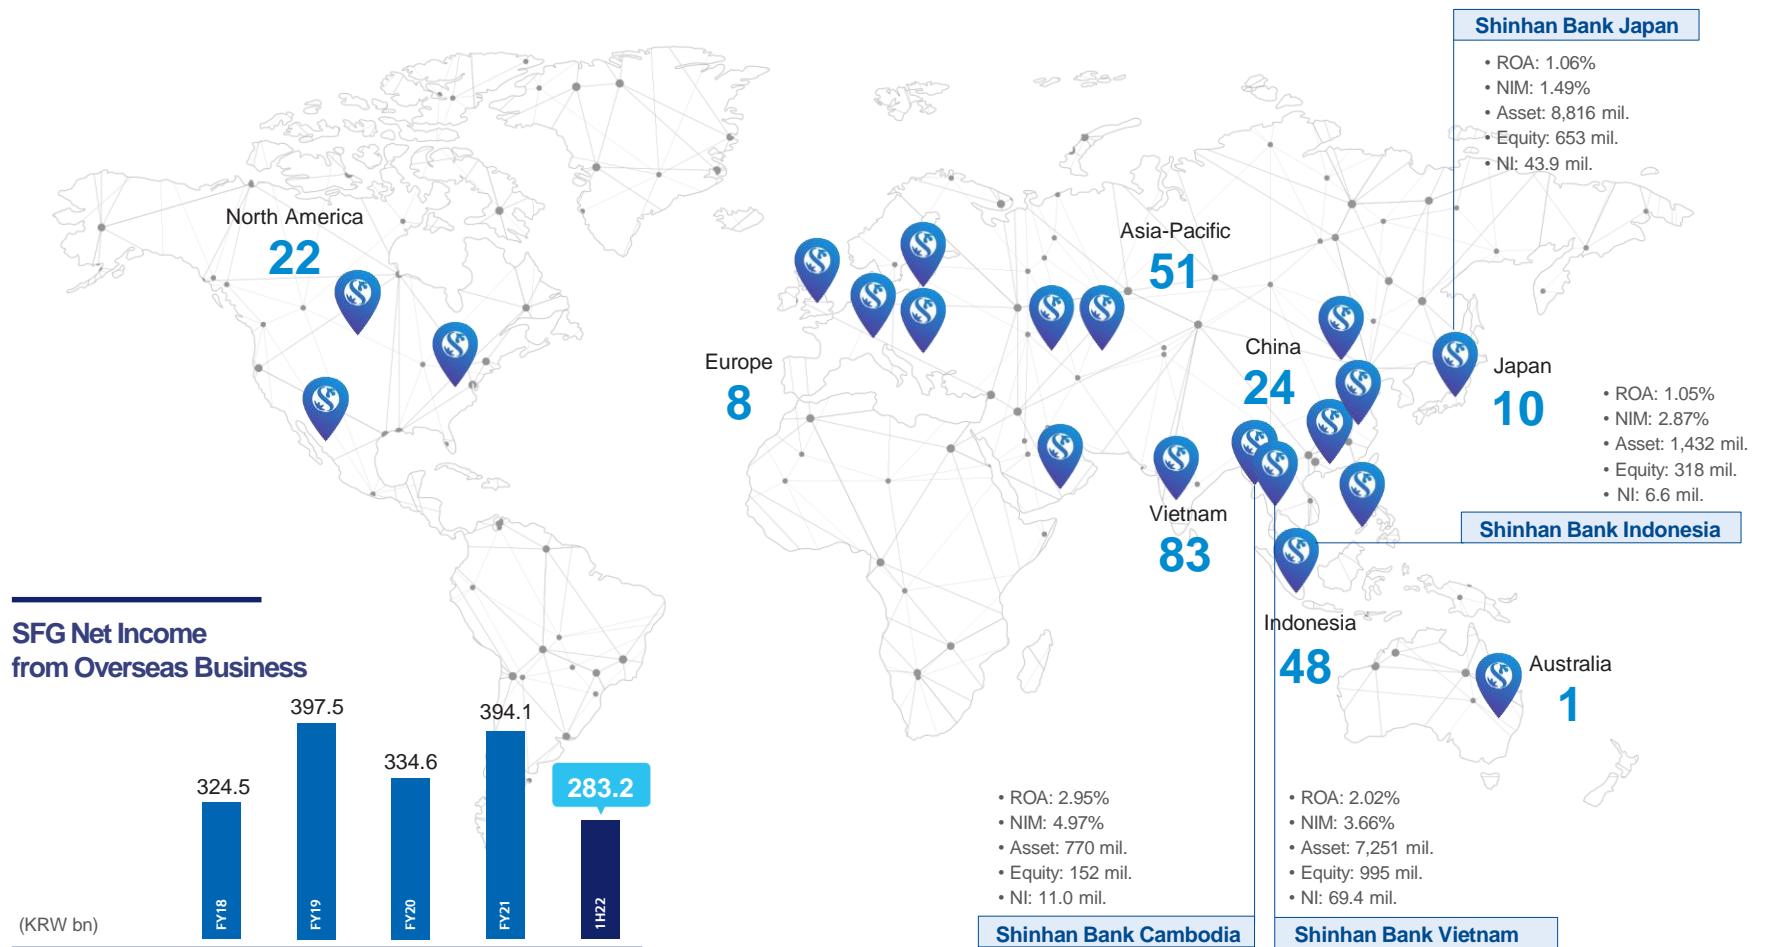 Shinhan Bank Japan
• ROA: 1.06%
• NIM: 1.49%
• Asset: 8,816 mil.
• Equity: 653 mil.
• NI: 43.9 mil.
North America
22
Asia-Pacific
51
Europe
8
China
24
Japan
10
• ROA: 1.05%
• NIM: 2.87%
• Asset: 1,432 mil.
• Equity: 318 mil.
• NI: 6.6 mil.
Shinhan Bank Indonesia
Vietnam
83
Indonesia
48
Australia
1
SFG Net Income
from Overseas Business
324.5
397.5
334.6
394.1
283.2
FY18
FY19
FY20
FY21
1H22
(KRW bn)
• ROA: 2.95%
• NIM: 4.97%
• Asset: 770 mil.
• Equity: 152 mil.
• NI: 11.0 mil.
Shinhan Bank Cambodia
• ROA: 2.02%
• NIM: 3.66%
• Asset: 7,251 mil.
• Equity: 995 mil.
• NI: 69.4 mil.
Shinhan Bank Vietnam